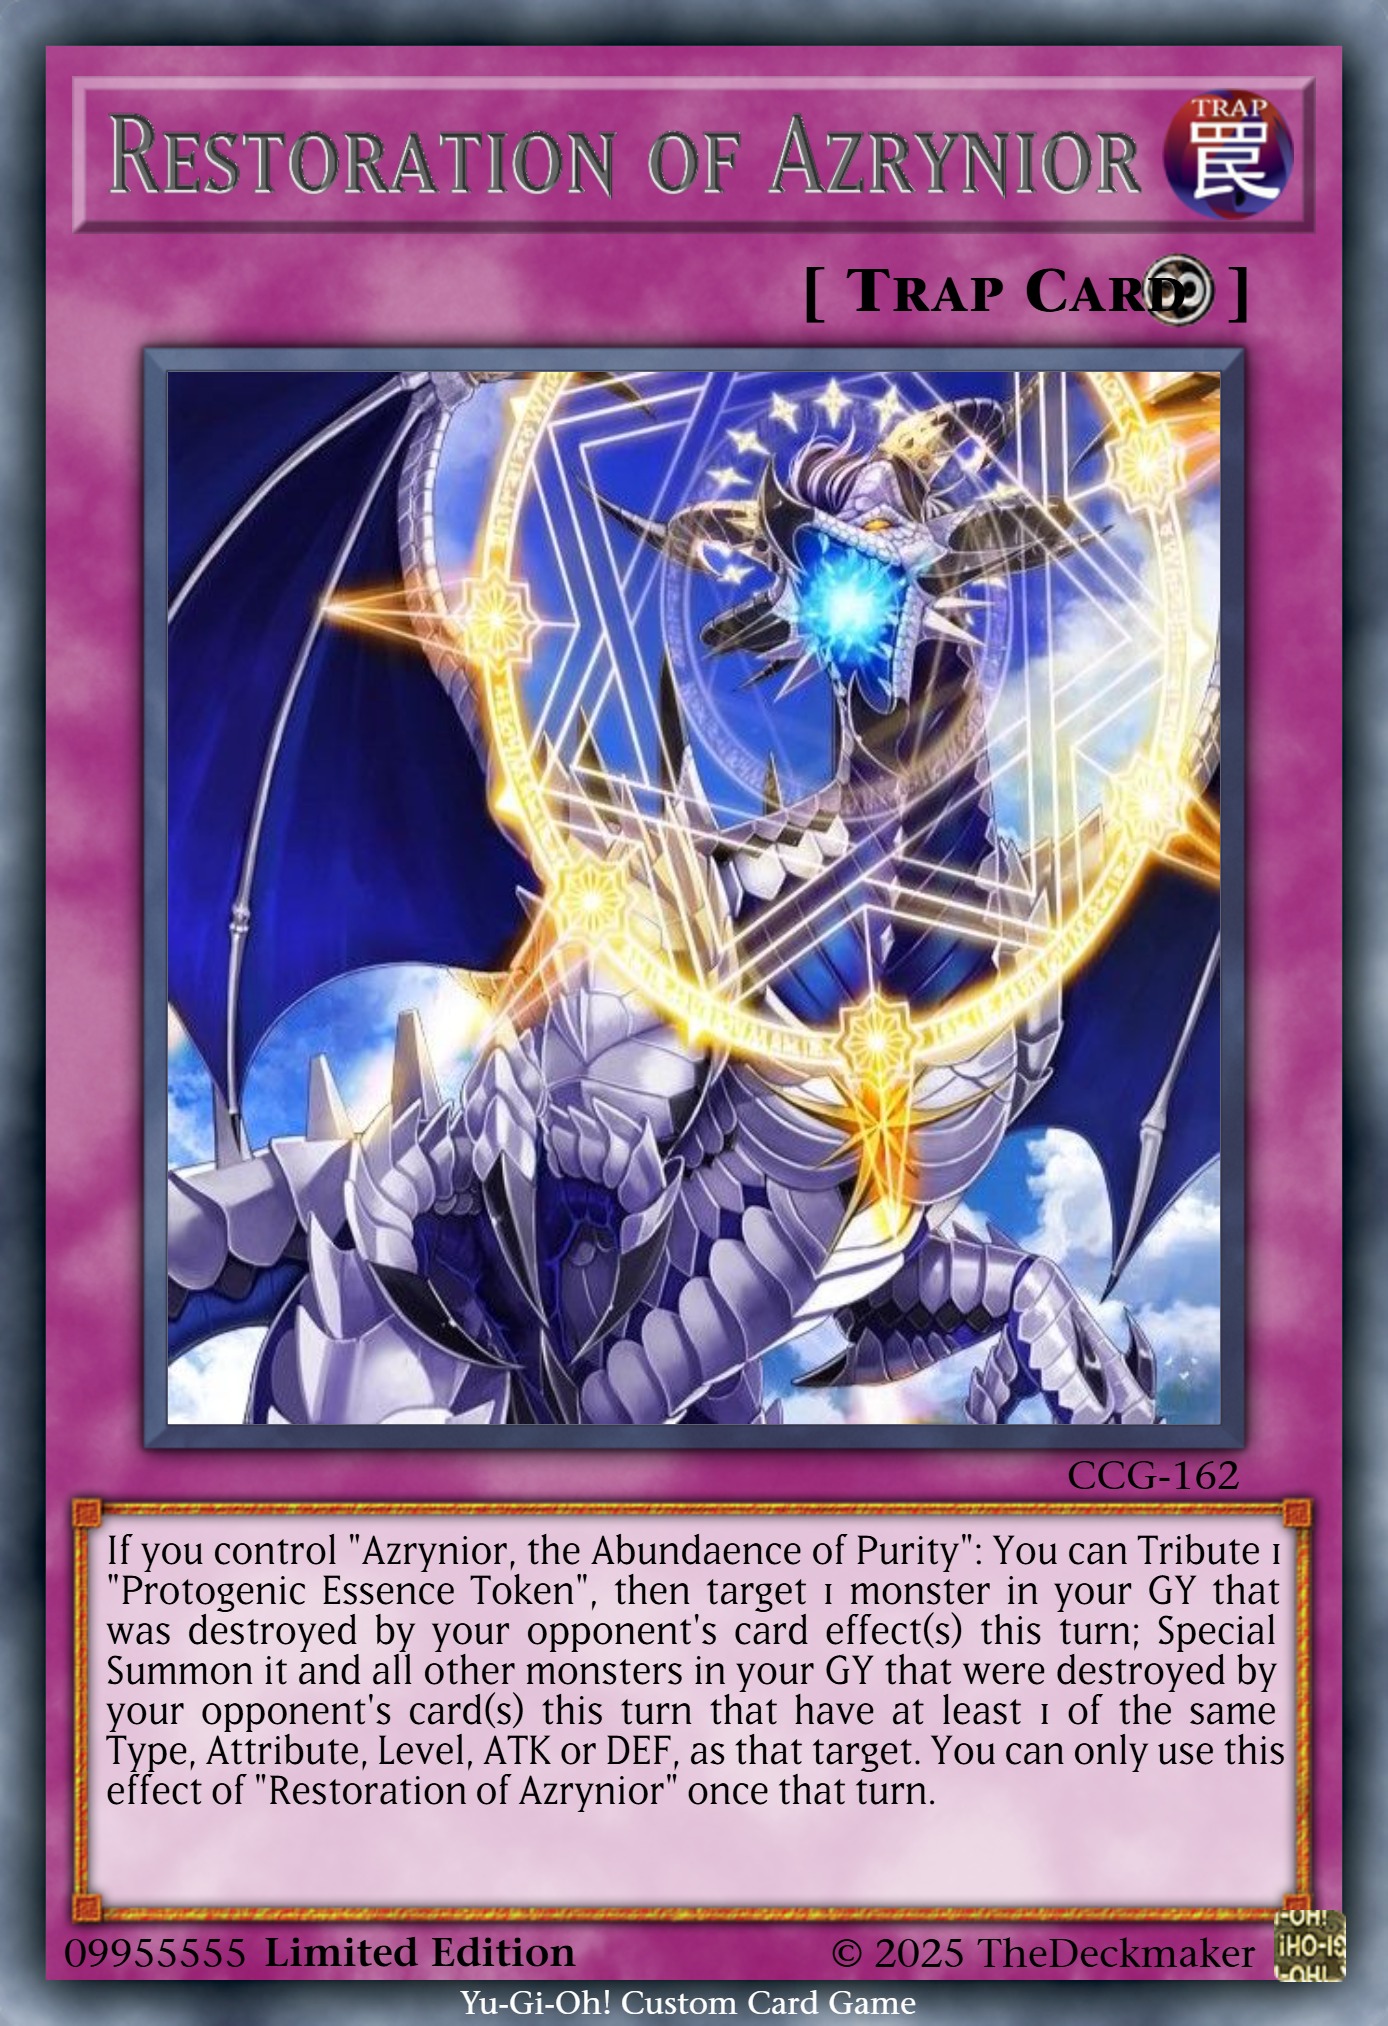 RESTORATION OF AZRYNIOR
TRAP
罠
[ TRAP CARD ]
CCG-162
If you control "Azrynior, the Abundaence of Purity": You can Tribute 1
"Protogenic Essence Token", then target 1 monster in your GY that
was destroyed by your opponent's card effect(s) this turn; Special
Summon it and all other monsters in your GY that were destroyed by
your opponent's card(s) this turn that have at least 1 of the same
Type, Attribute, Level, ATK or DEF, as that target. You can only use this
effect of "Restoration of Azrynior" once that turn.
09955555 Limited Edition
© 2025 TheDeckmaker
Yu-Gi-Oh! Custom Card Game